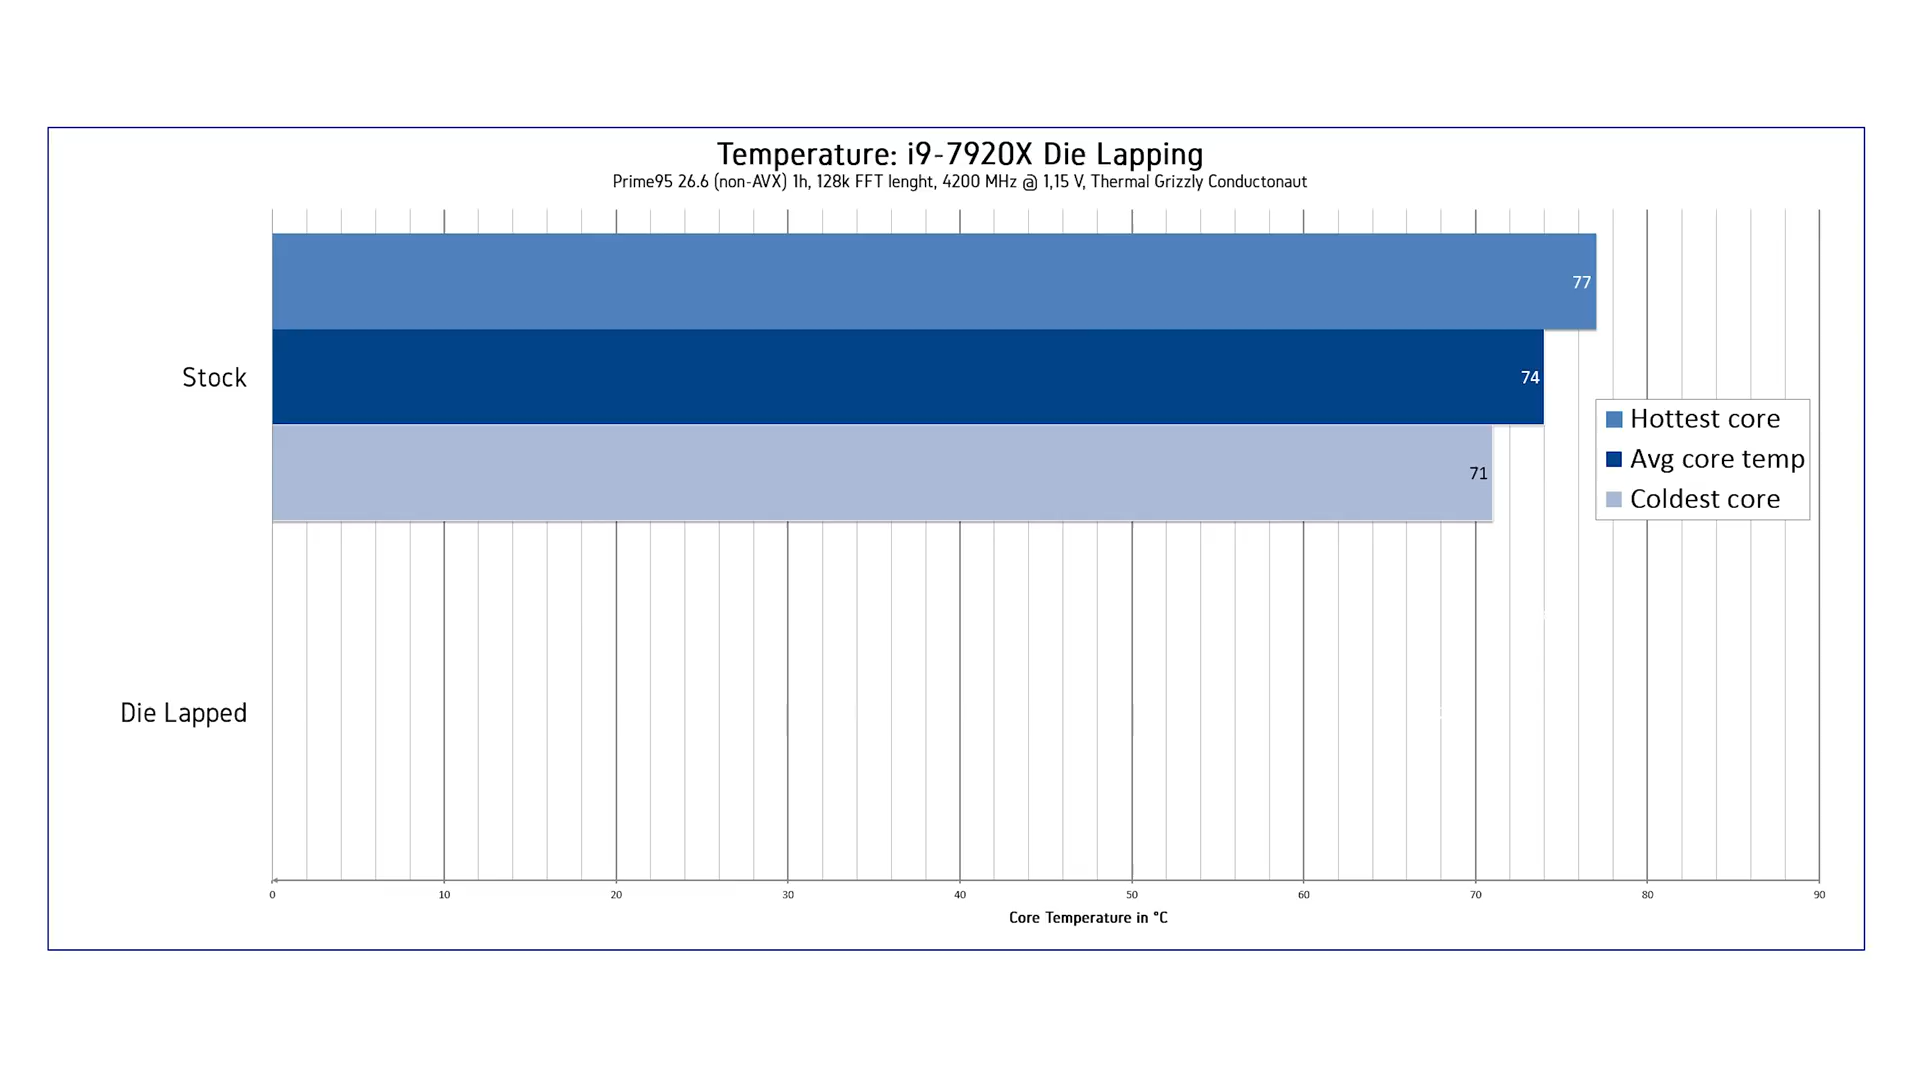 Temperature: i9-7920X Die Lapping
Prime95 26.6 (non-AVX) 1h, 128k FFT lenght, 4200 MHz @ 1,15 V, Thermal Grizzly Conductonaut
77
Stock
74
71
Hottest core
Avg core temp
Coldest core
Die Lapped
0 10 20 30 40 50 60 70 80 90
Core Temperature in °C